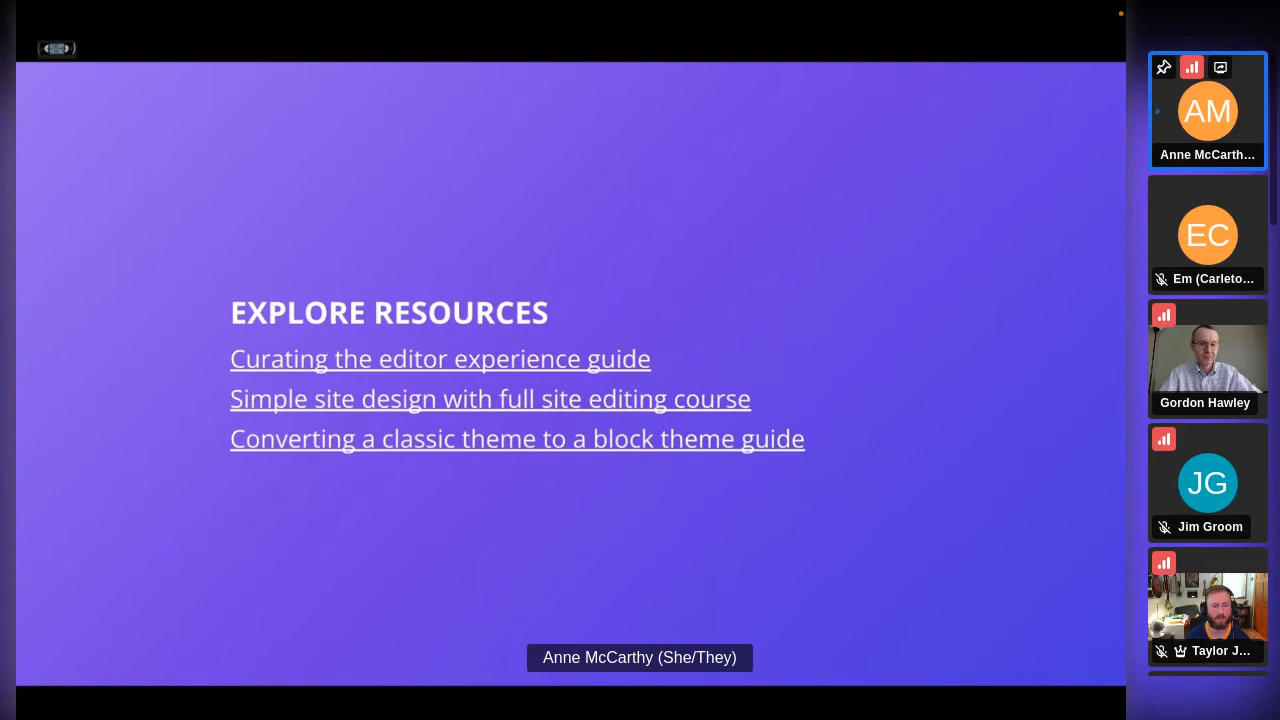 EXPLORE RESOURCES
Curating the editor experience guide
Simple site design with full site editing course
Converting a classic theme to a block theme guide
Anne McCarthy (She/They)
AM
Anne McCarth...
EC
Em (Carleto...
Gordon Hawley
JG
Jim Groom
Taylor J...